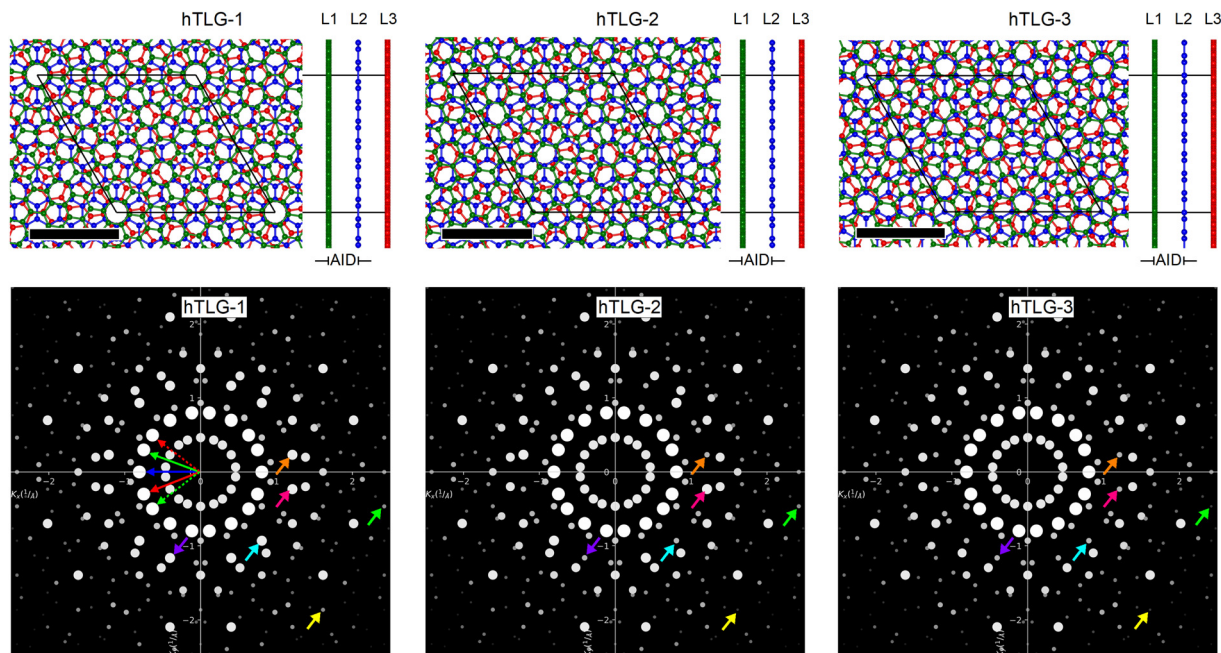 hTLG-1 L1 L2 L3 hTLG-2 L1 L2 L3 hTLG-3 L1 L2 L3
AID AID AID
hTLG-1 hTLG-2 hTLG-3
2 2 2
1 1 1
−2 −1 0 1 2 −2 −1 0 1 2 −2 −1 0 1 2
Kx(1/Å) Kx(1/Å) Kx(1/Å)
−1 −1 −1
−2 −2 −2